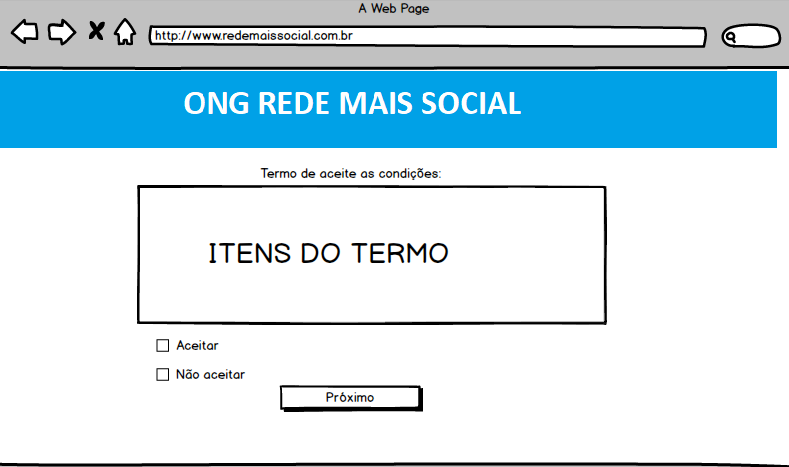 A Web Page
http://www.redemaissocial.com.br
ONG REDE MAIS SOCIAL
Termo de aceite as condições:
ITENS DO TERMO
Aceitar
Não aceitar
Próximo